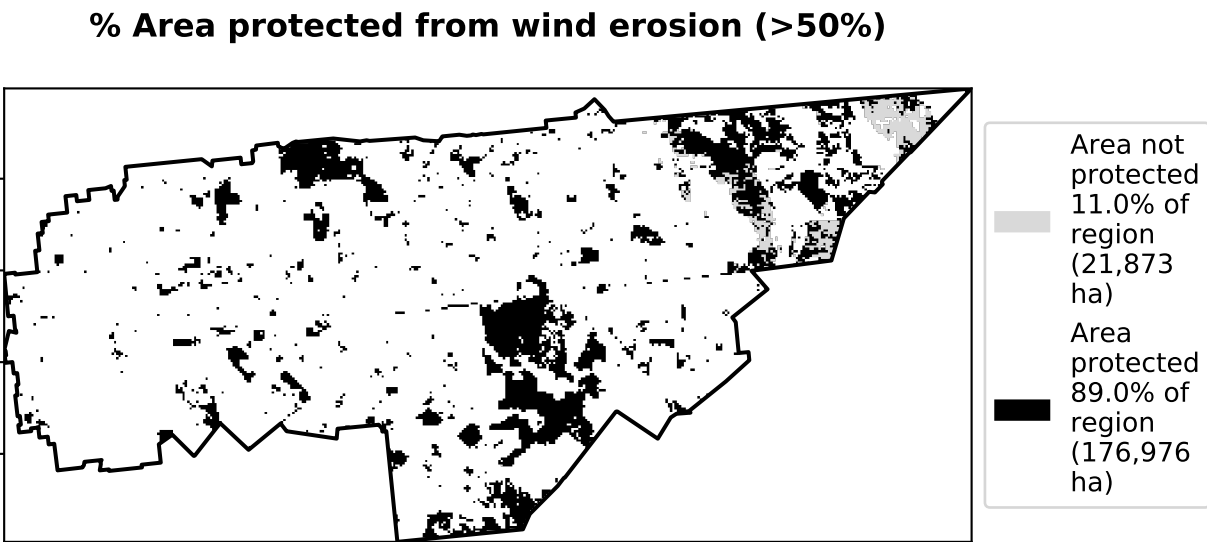 % Area protected from wind erosion (>50%)
Area not
protected
11.0% of
region
(21,873
ha)
Area
protected
89.0% of
region
(176,976
ha)